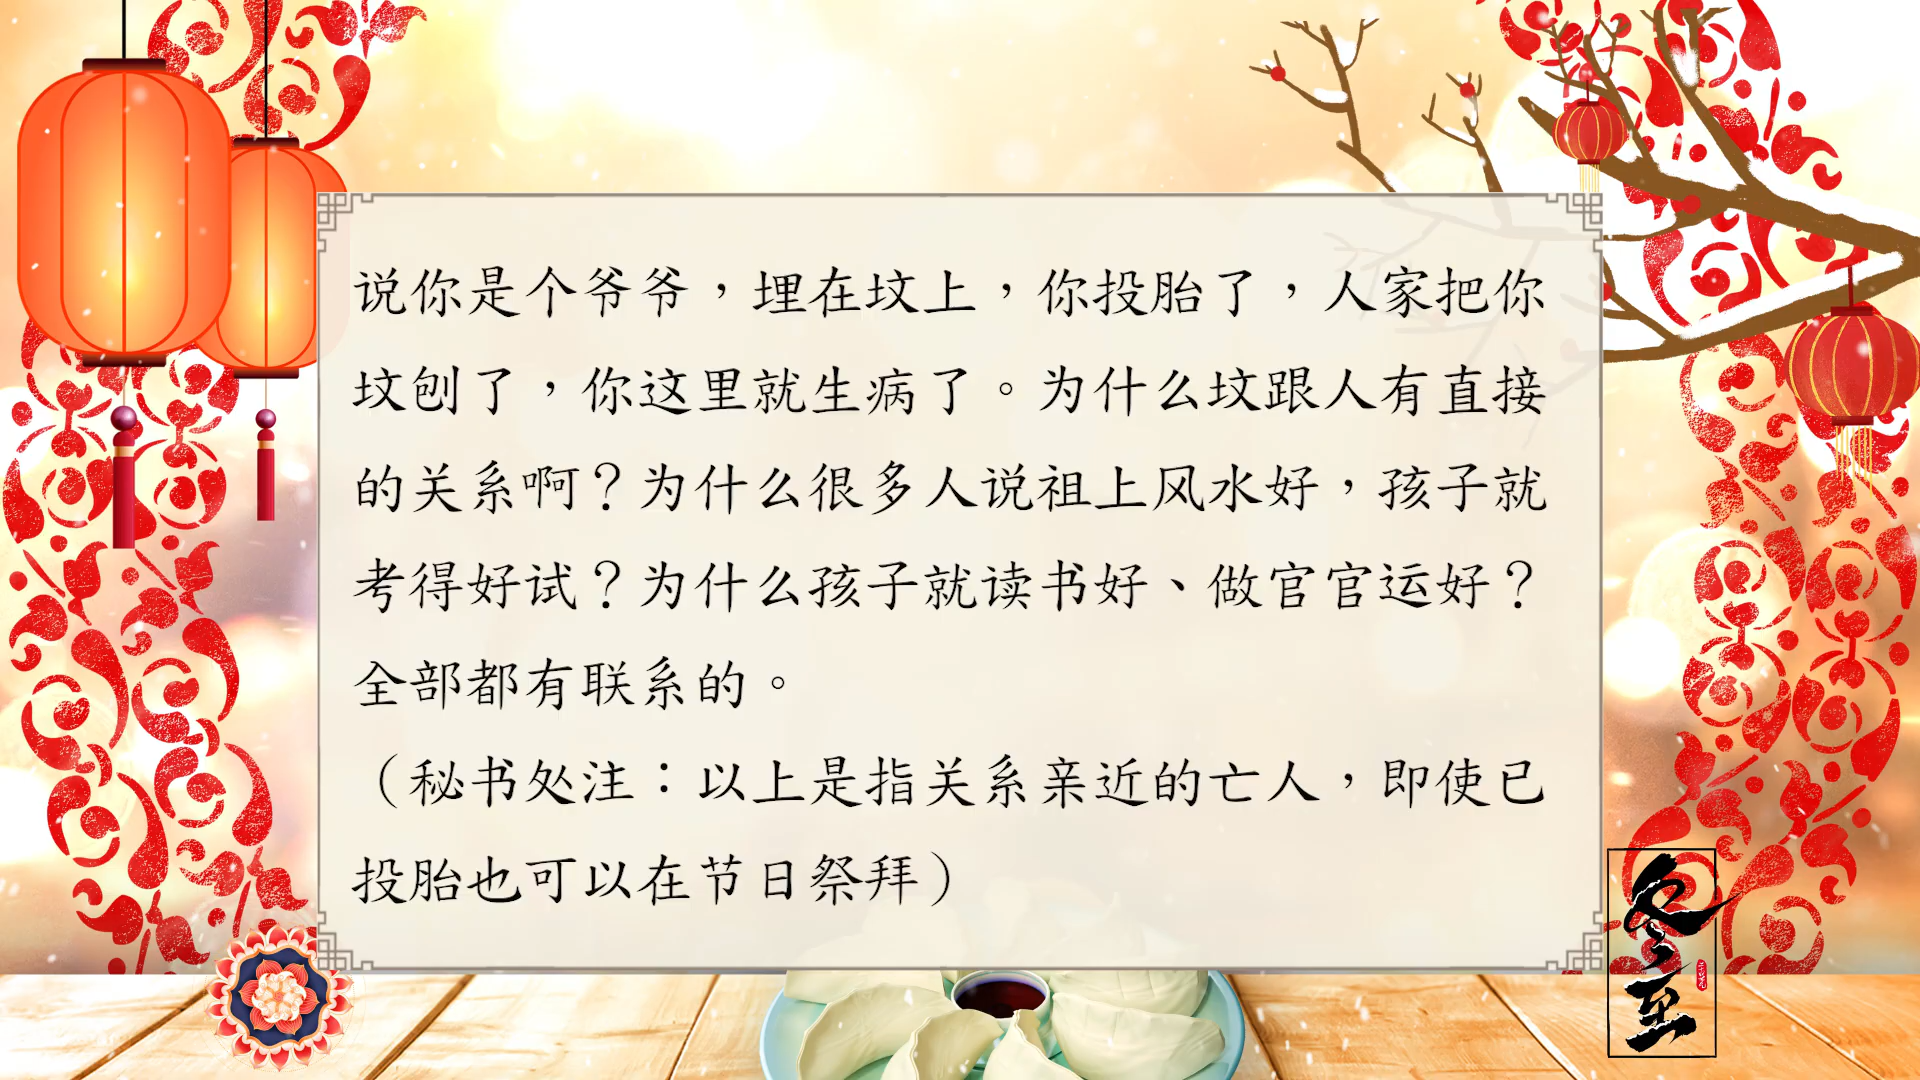 说你是个爷爷，埋在坟上，你投胎了，人家把你
坟刨了，你这里就生病了。为什么坟跟人有直接
的关系啊？为什么很多人说祖上风水好，孩子就
考得好试？为什么孩子就读书好、做官官运好？
全部都有联系的。
（秘书处注：以上是指关系亲近的亡人，即使已
投胎也可以在节日祭拜）
冬至